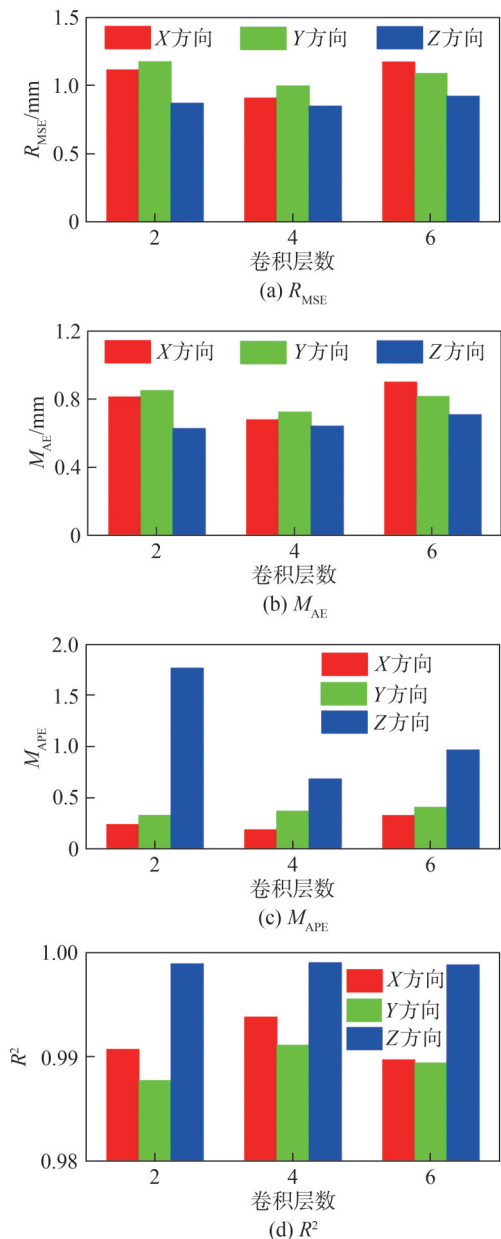 1.5
X方向 Y方向 Z方向
1.0
R_MSE/mm
0.5
0
2 4 6
卷积层数
(a) R_MSE
1.2
X方向 Y方向 Z方向
0.8
M_AE/mm
0.4
0
2 4 6
卷积层数
(b) M_AE
2.0
X方向
1.5
Y方向
Z方向
M_APE
1.0
0.5
0
2 4 6
卷积层数
(c) M_APE
1.00
X方向
Y方向
Z方向
R²
0.99
0.98
2 4 6
卷积层数
(d) R²